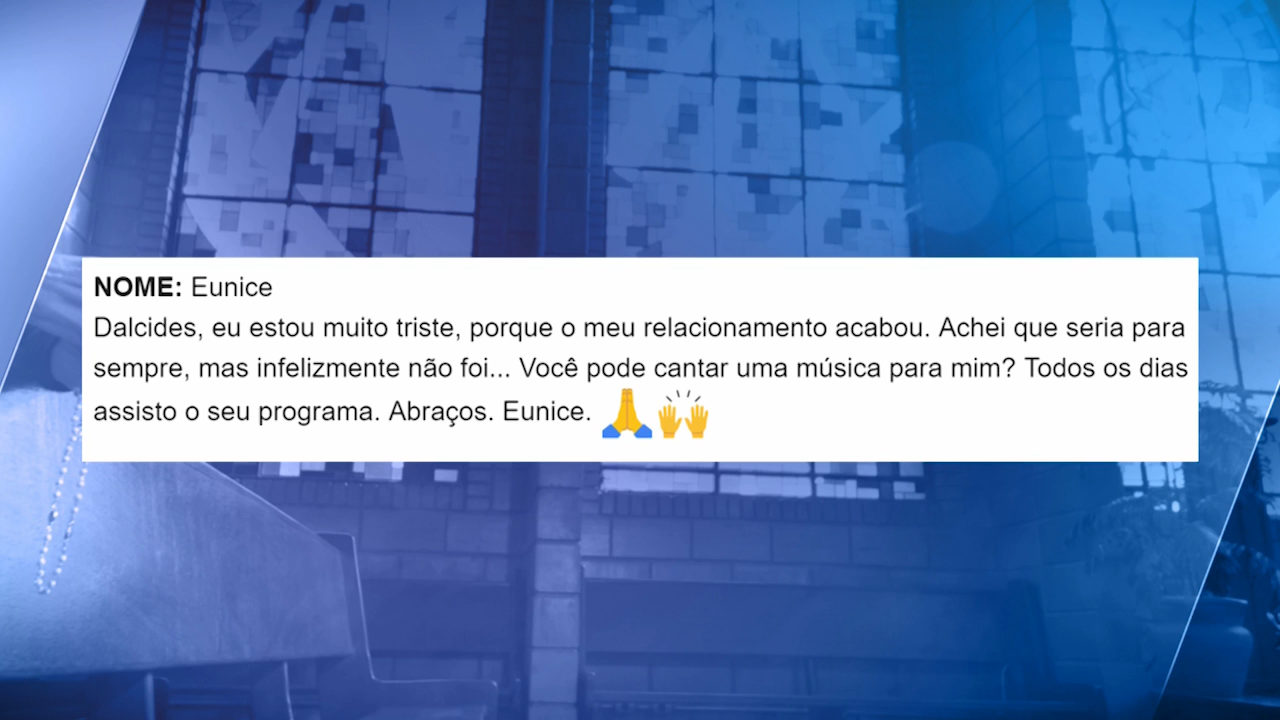 NOME: Eunice
Dalcides, eu estou muito triste, porque o meu relacionamento acabou. Achei que seria para
sempre, mas infelizmente não foi... Você pode cantar uma música para mim? Todos os dias
assisto o seu programa. Abraços. Eunice. 🙏🙌